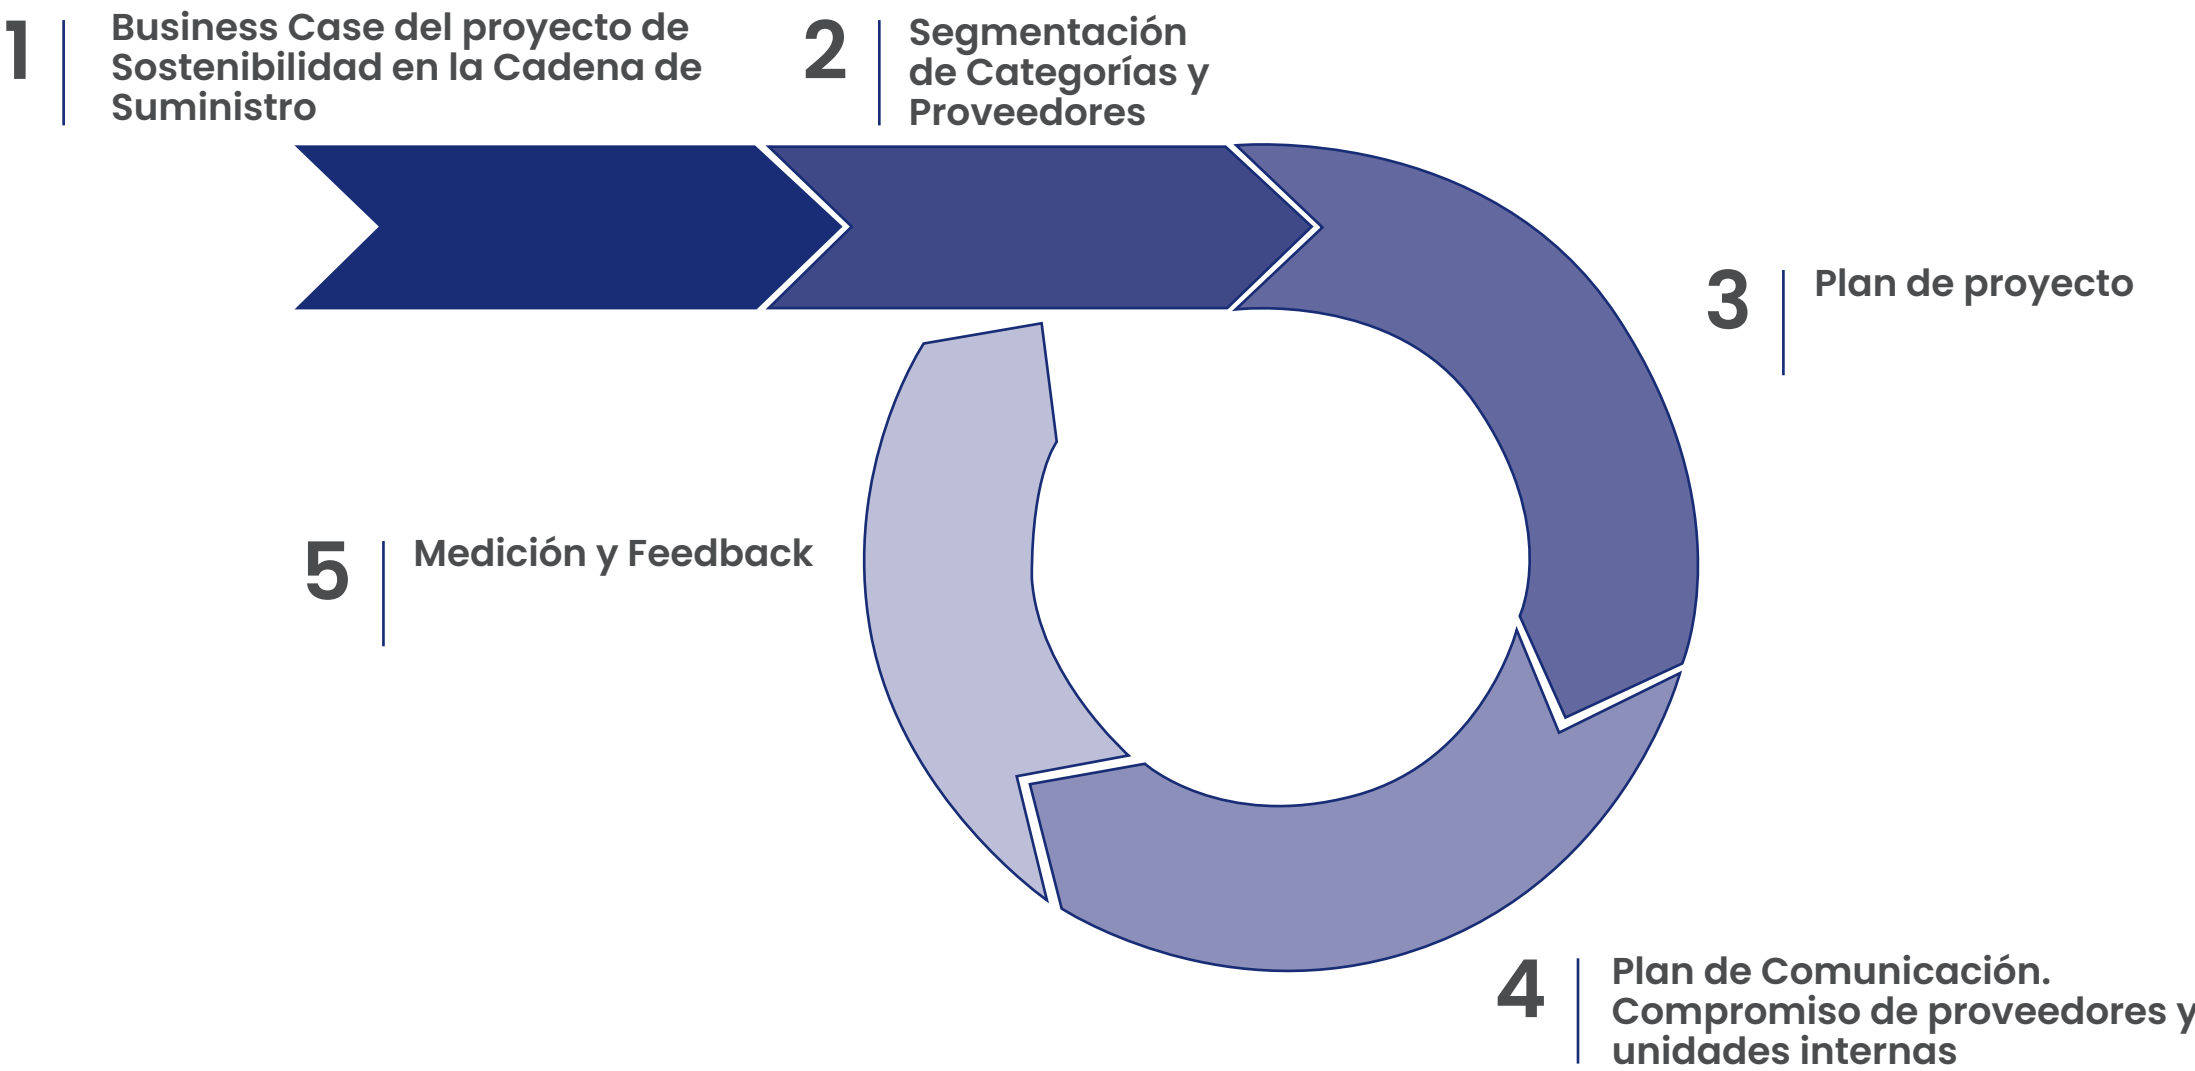 1
Business Case del proyecto de
Sostenibilidad en la Cadena de
Suministro
2
Segmentación
de Categorías y
Proveedores
3
Plan de proyecto
5
Medición y Feedback
4
Plan de Comunicación.
Compromiso de proveedores y
unidades internas